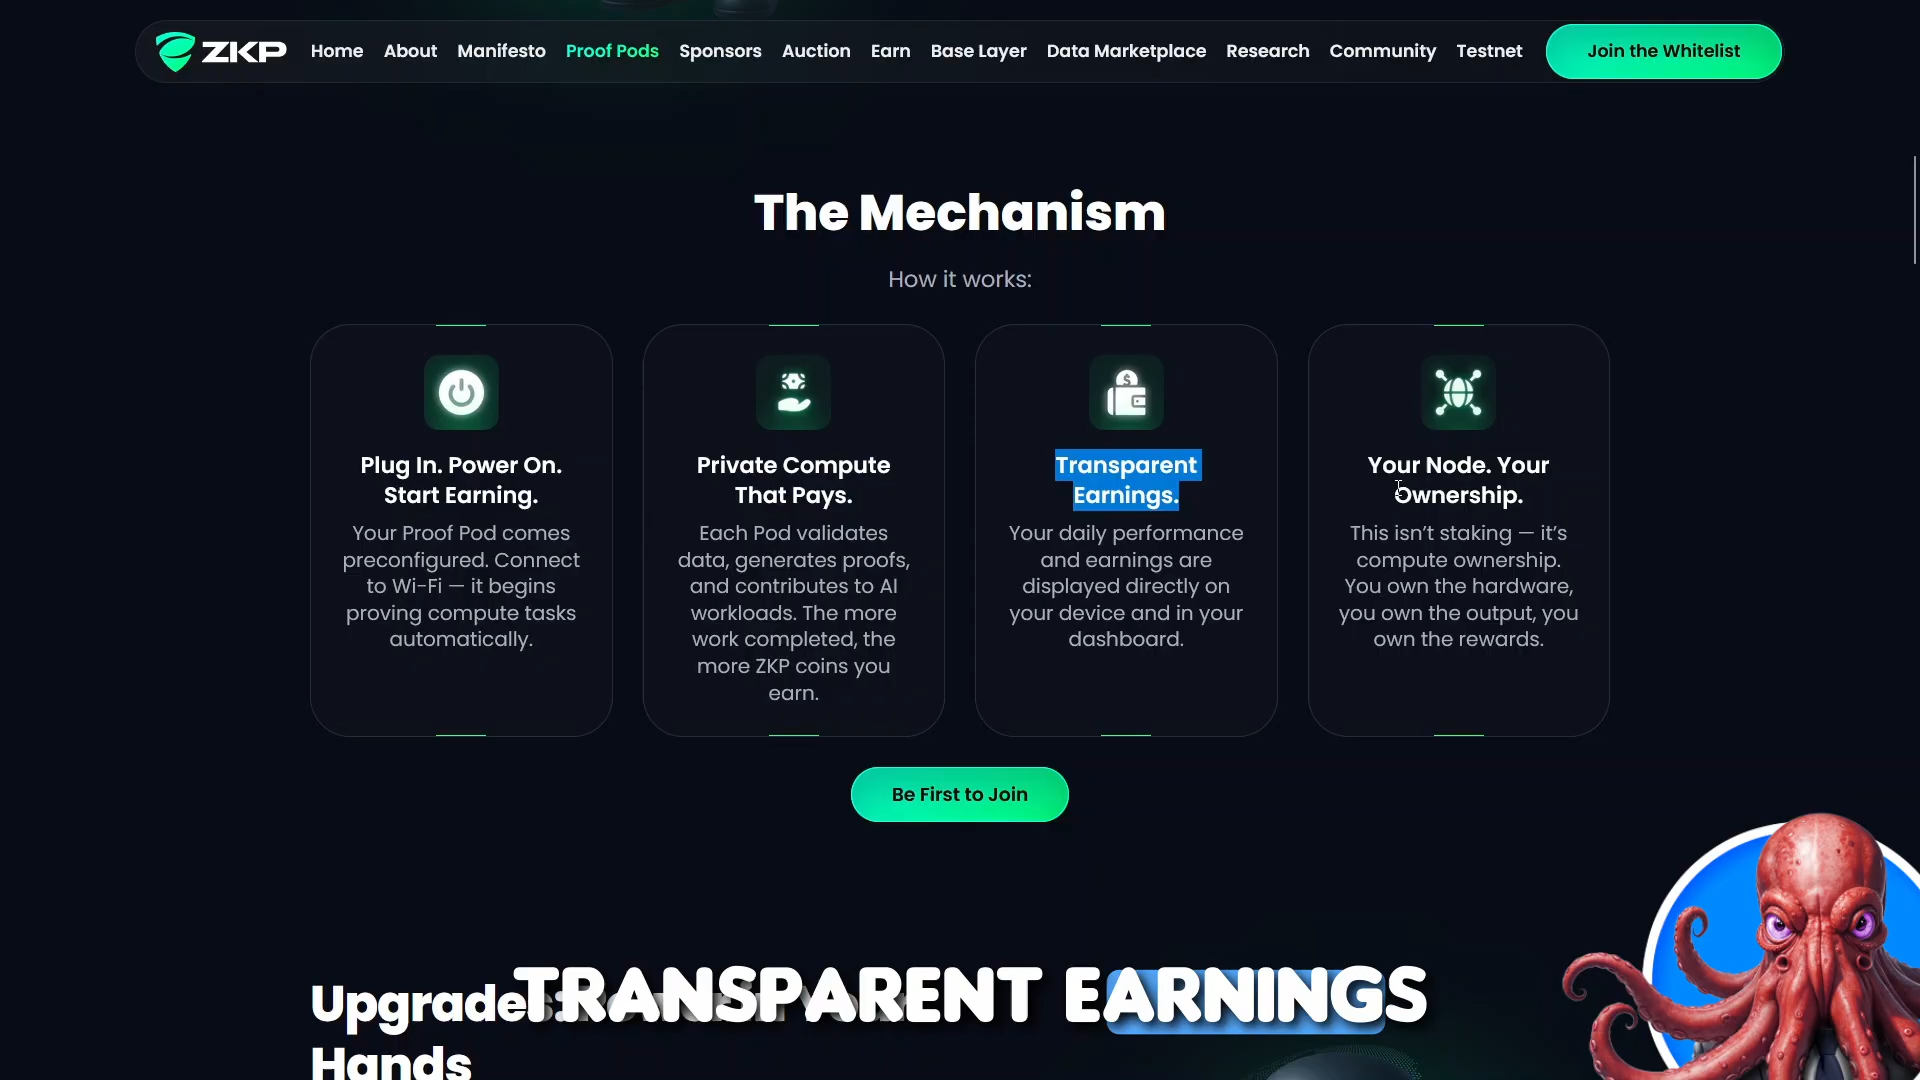 ZKP Home About Manifesto Proof Pods Sponsors Auction Earn Base Layer Data Marketplace Research Community Testnet Join the Whitelist
The Mechanism
How it works:
Plug In. Power On.
Start Earning.
Your Proof Pod comes
preconfigured. Connect
to Wi-Fi — it begins
proving compute tasks
automatically.
Private Compute
That Pays.
Each Pod validates
data, generates proofs,
and contributes to AI
workloads. The more
work completed, the
more ZKP coins you
earn.
Transparent
Earnings.
Your daily performance
and earnings are
displayed directly on
your device and in your
dashboard.
Your Node. Your
Ownership.
This isn’t staking — it’s
compute ownership.
You own the hardware,
you own the output, you
own the rewards.
Be First to Join
Upgrade
Hands
TRANSPARENT EARNINGS